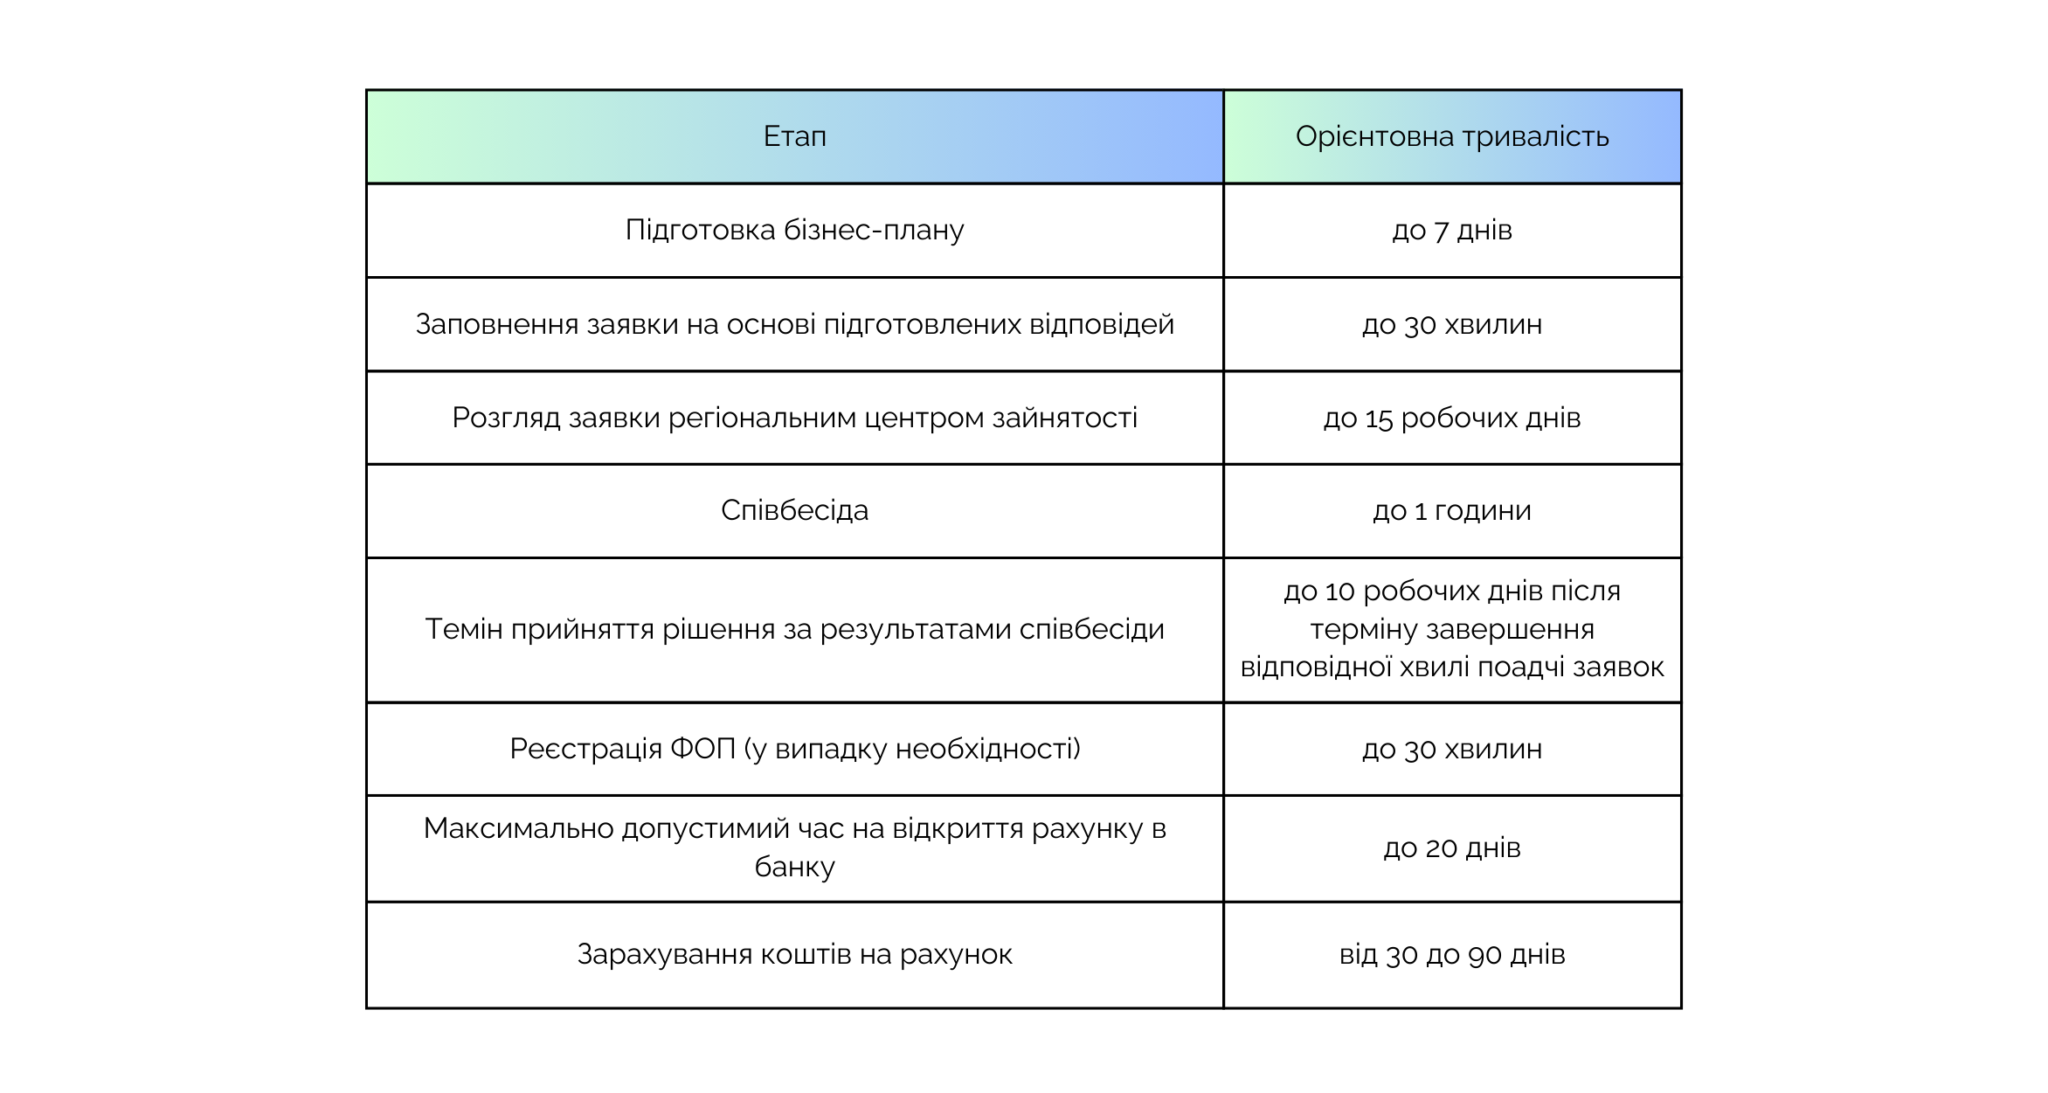 Етап
Орієнтовна тривалість
Підготовка бізнес-плану
до 7 днів
Заповнення заявки на основі підготовлених відповідей
до 30 хвилин
Розгляд заявки регіональним центром зайнятості
до 15 робочих днів
Співбесіда
до 1 години
Темін прийняття рішення за результатами співбесіди
до 10 робочих днів після
терміну завершення
відповідної хвилі поадчі заявок
Реєстрація ФОП (у випадку необхідності)
до 30 хвилин
Максимально допустимий час на відкриття рахунку в
банку
до 20 днів
Зарахування коштів на рахунок
від 30 до 90 днів